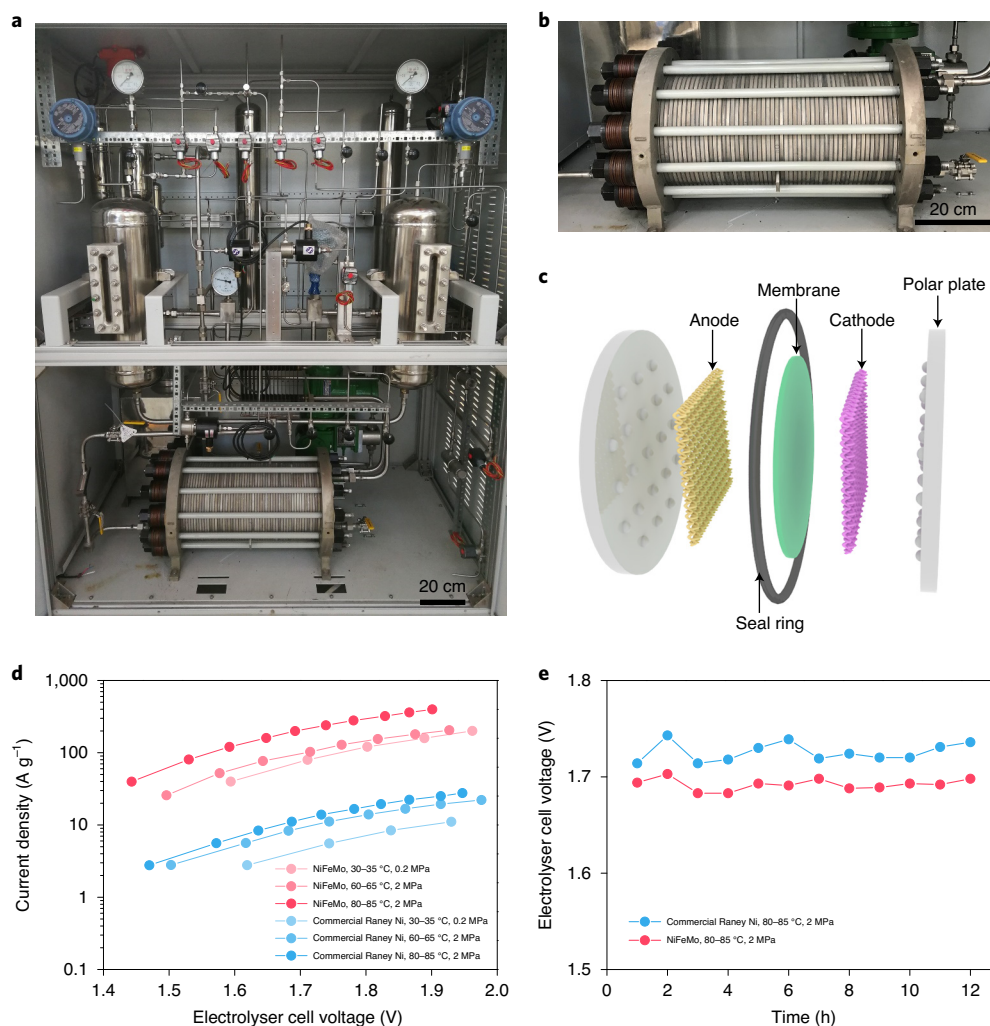 a
20 cm
b
20 cm
c
Anode
Membrane
Cathode
Polar plate
Seal ring
d
Current density (A g⁻¹)
1,000
100
10
1
0.1
1.4 1.5 1.6 1.7 1.8 1.9 2.0
Electrolyser cell voltage (V)
NiFeMo, 30–35 °C, 0.2 MPa
NiFeMo, 60–65 °C, 2 MPa
NiFeMo, 80–85 °C, 2 MPa
Commercial Raney Ni, 30–35 °C, 0.2 MPa
Commercial Raney Ni, 60–65 °C, 2 MPa
Commercial Raney Ni, 80–85 °C, 2 MPa
e
Electrolyser cell voltage (V)
1.8
1.7
1.6
1.5
0 2 4 6 8 10 12
Time (h)
Commercial Raney Ni, 80–85 °C, 2 MPa
NiFeMo, 80–85 °C, 2 MPa